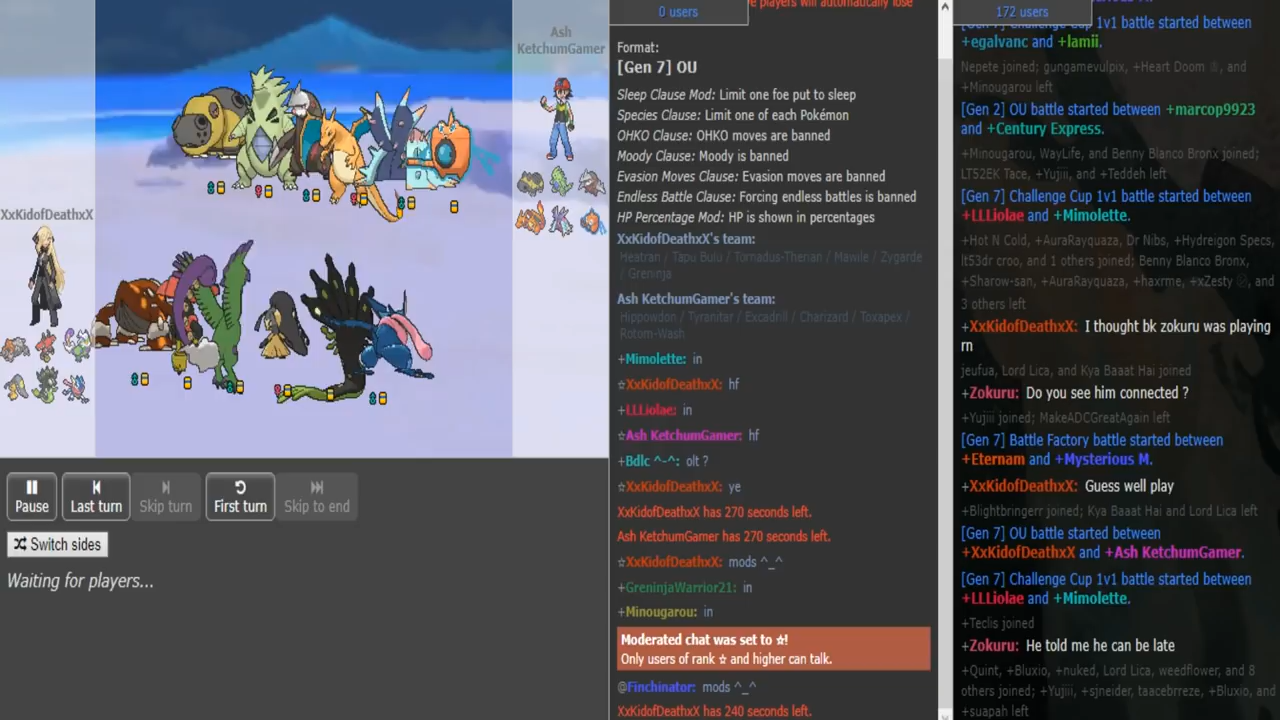 Ash
KetchumGamer
XxKidofDeathxX
Pause
Last turn
Skip turn
First turn
Skip to end
Switch sides
Waiting for players...
0 users
e players will automatically lose
Format:
[Gen 7] OU
Sleep Clause Mod: Limit one foe put to sleep
Species Clause: Limit one of each Pokémon
OHKO Clause: OHKO moves are banned
Moody Clause: Moody is banned
Evasion Moves Clause: Evasion moves are banned
Endless Battle Clause: Forcing endless battles is banned
HP Percentage Mod: HP is shown in percentages
XxKidofDeathxX's team:
Heatran / Tapu Bulu / Tornadus-Therian / Mawile / Zygarde
/ Greninja
Ash KetchumGamer's team:
Hippowdon / Tyranitar / Excadrill / Charizard / Toxapex /
Rotom-Wash
+Mimolette: in
☆XxKidofDeathxX: hf
+LLLiolae: in
☆Ash KetchumGamer: hf
+Bdlc ^-^: olt ?
☆XxKidofDeathxX: ye
XxKidofDeathxX has 270 seconds left.
Ash KetchumGamer has 270 seconds left.
☆XxKidofDeathxX: mods ^_^
+GreninjaWarrior21: in
+Minougarou: in
Moderated chat was set to ☆!
Only users of rank ☆ and higher can talk.
@Finchinator: mods ^_^
XxKidofDeathxX has 240 seconds left.
172 users
Cup 1v1 battle started between
+egalvanc and +lamii.
Nepete joined; gungamevulpix, +Heart Doom, and
+Minougarou left
[Gen 2] OU battle started between +marcop9923
and +Century Express.
+Minougarou, WayLife, and Benny Blanco Bronx joined;
LT52EK Tace, +Yujiii, and +Teddeh left
[Gen 7] Challenge Cup 1v1 battle started between
+LLLiolae and +Mimolette.
+Hot N Cold, +AuraRayquaza, Dr Nibs, +Hydreigon Specs,
lt53dr croo, and 1 others joined; Benny Blanco Bronx,
+Sharow-san, +AuraRayquaza, +haxrme, +xZesty, and
3 others left
+XxKidofDeathxX: I thought bk zokuru was playing
rn
jeufua, Lord Lica, and Kya Baaat Hai joined
+Zokuru: Do you see him connected ?
+Yujiii joined; MakeADCGreatAgain left
[Gen 7] Battle Factory battle started between
+Eternam and +Mysterious M.
+XxKidofDeathxX: Guess well play
+Blightbringerr joined; Kya Baaat Hai and Lord Lica left
[Gen 7] OU battle started between
+XxKidofDeathxX and +Ash KetchumGamer.
[Gen 7] Challenge Cup 1v1 battle started between
+LLLiolae and +Mimolette.
+Teclis joined
+Zokuru: He told me he can be late
+Quint, +Bluxio, +nuked, Lord Lica, weedflower, and 8
others joined; +Yujiii, +sjneider, taacebrreze, +Bluxio, and
+suapah left